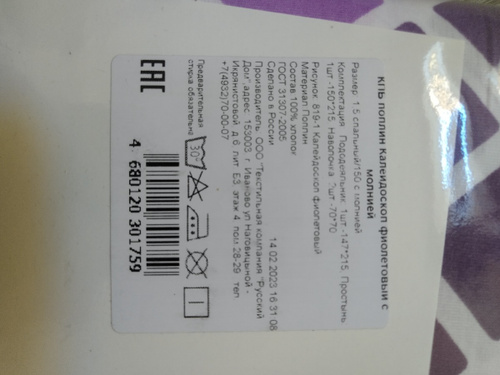 КПБ поплин Калейдоскоп фиолетовый с
молнией
Размер: 1.5 спальный/150 с молнией
Комплектация: Пододеяльник: 1шт.-147*215. Простынь:
1шт.-150*215. Наволочка: 2шт.-70*70
Рисунок: 819-1 Калейдоскоп фиолетовый
Материал: Поплин
Состав: 100% хлопок
ГОСТ 31307-2005
Сделано в России 14.02.2023 16:31:08
Производитель: ООО "Текстильная компания "Русский
Дом" адрес: 153003, г. Иваново ул.Наговицыной -
Икрянистовой, д.6, лит. Е3, этаж 4, пом.28-29, тел.
+7(4932)70-00-07
Предварительная
стирка обязательна
30°
EAC
4 680120 301759